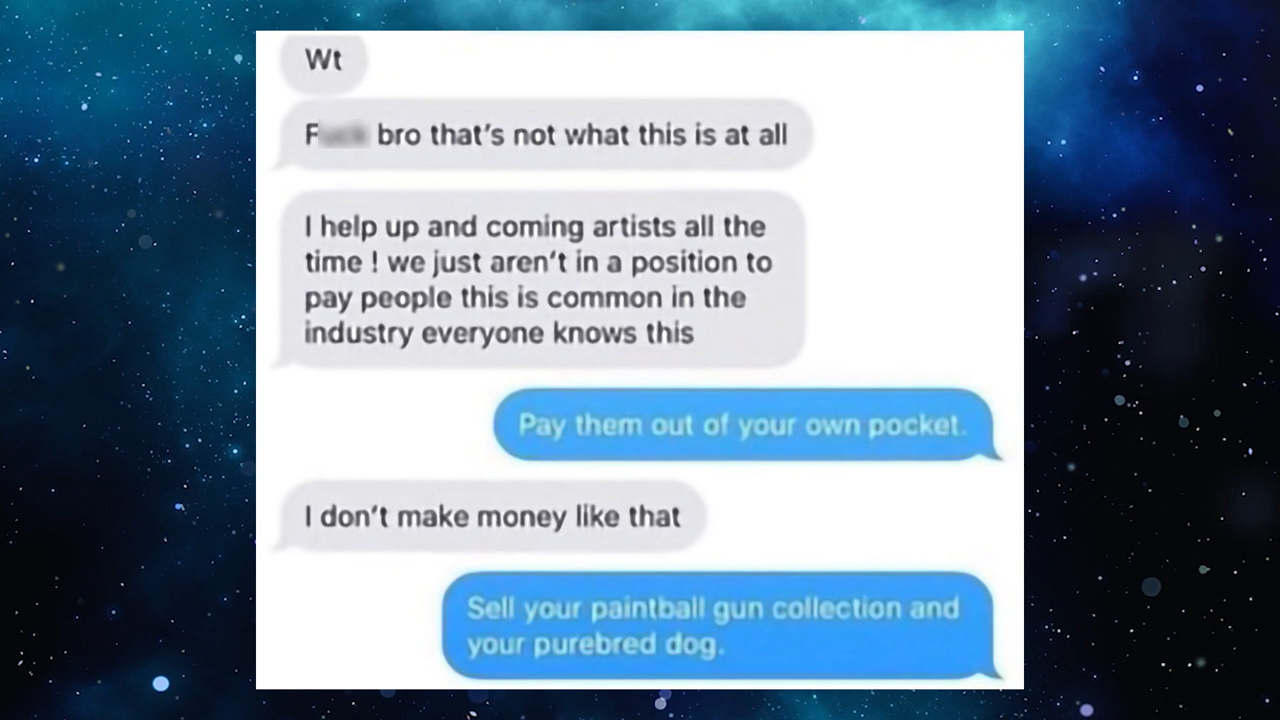 Wt
bro that's not what this is at all
I help up and coming artists all the
time ! we just aren't in a position to
pay people this is common in the
industry everyone knows this
Pay them out of your own pocket.
I don't make money like that
Sell your paintball gun collection and
your purebred dog.